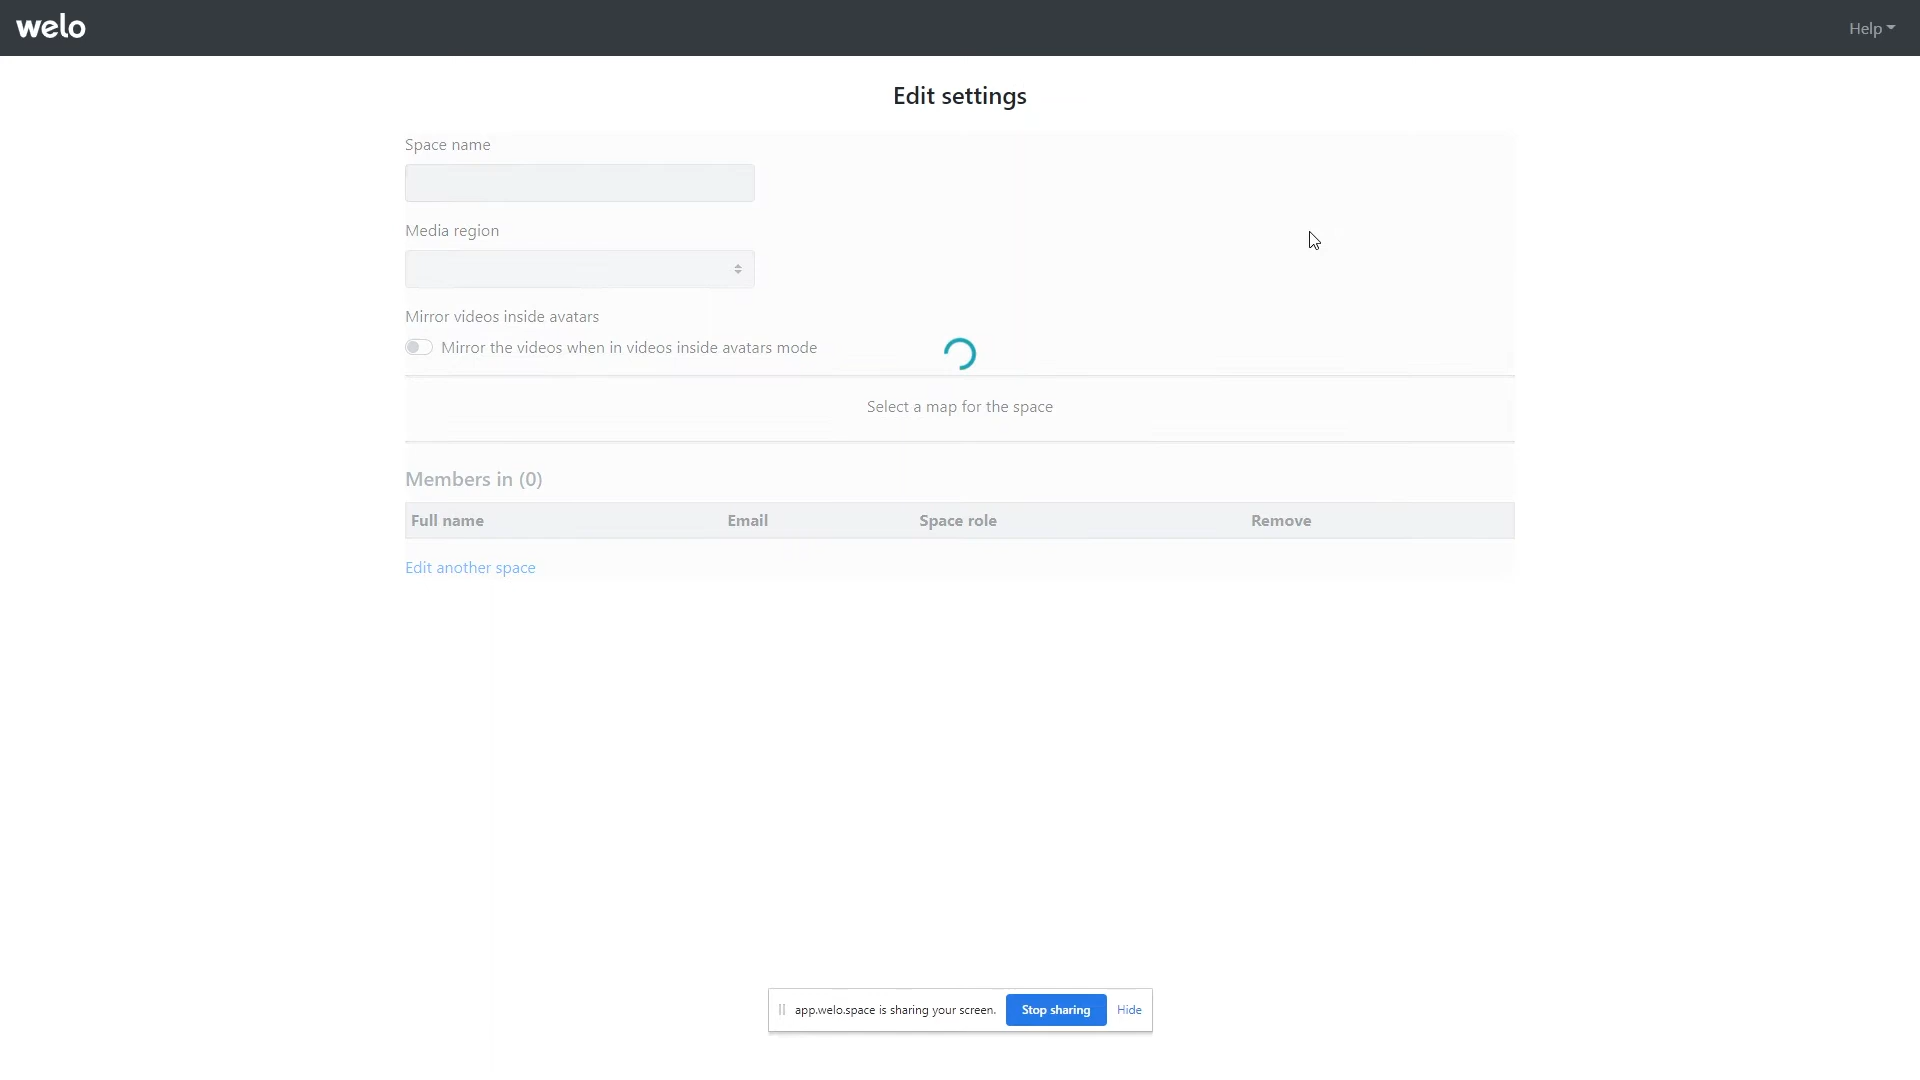 welo
Help
Edit settings
Space name
Media region
Mirror videos inside avatars
Mirror the videos when in videos inside avatars mode
Select a map for the space
Members in (0)
Full name Email Space role Remove
Edit another space
app.welo.space is sharing your screen. Stop sharing Hide